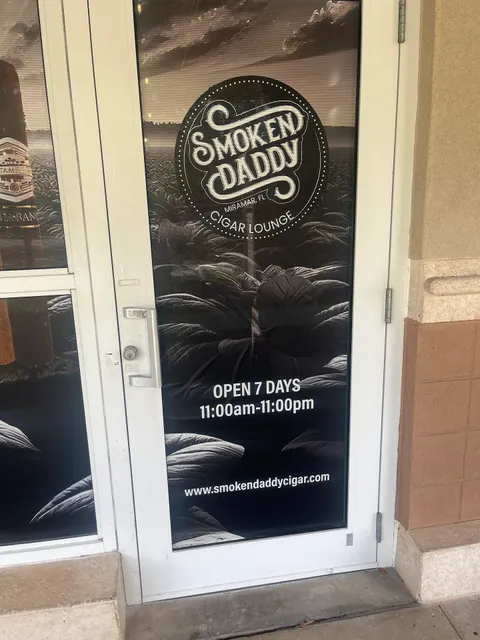 SMOKEN
DADDY
MIRAMAR, FL
CIGAR LOUNGE
OPEN 7 DAYS
11:00am-11:00pm
www.smokendaddycigar.com